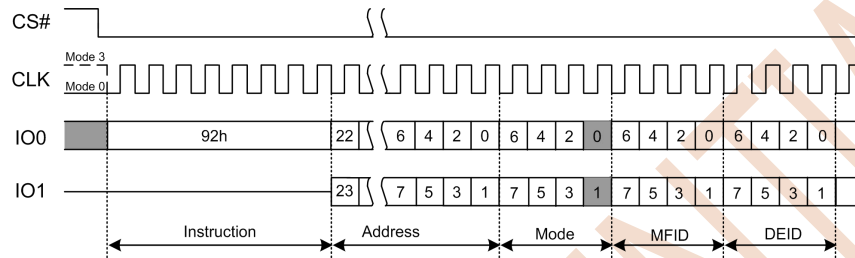 CS#
Mode 3
CLK
Mode 0
IO0 92h 22 6 4 2 0 6 4 2 0 6 4 2 0 6 4 2 0
IO1 23 7 5 3 1 7 5 3 1 7 5 3 1 7 5 3 1
Instruction Address Mode MFID DEID